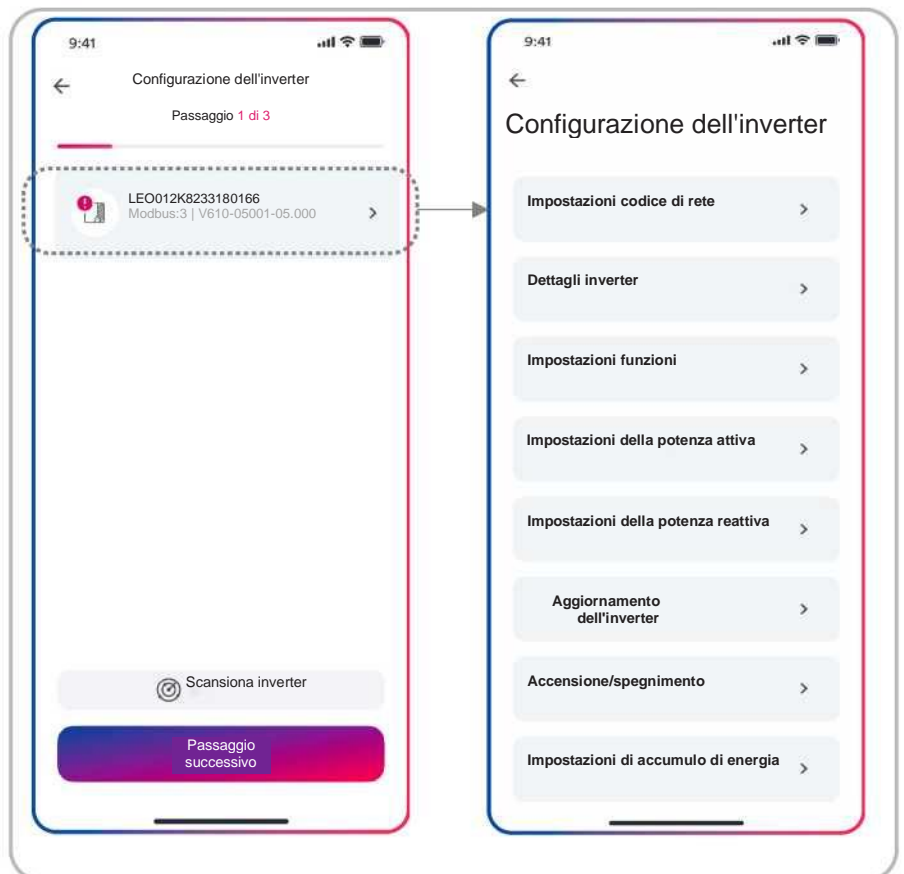 9:41
Configurazione dell'inverter
Passaggio 1 di 3
LEO012K8233180166
Modbus:3 | V610-05001-05.000
Scansiona inverter
Passaggio
successivo
9:41
Configurazione dell'inverter
Impostazioni codice di rete
Dettagli inverter
Impostazioni funzioni
Impostazioni della potenza attiva
Impostazioni della potenza reattiva
Aggiornamento
dell'inverter
Accensione/spegnimento
Impostazioni di accumulo di energia